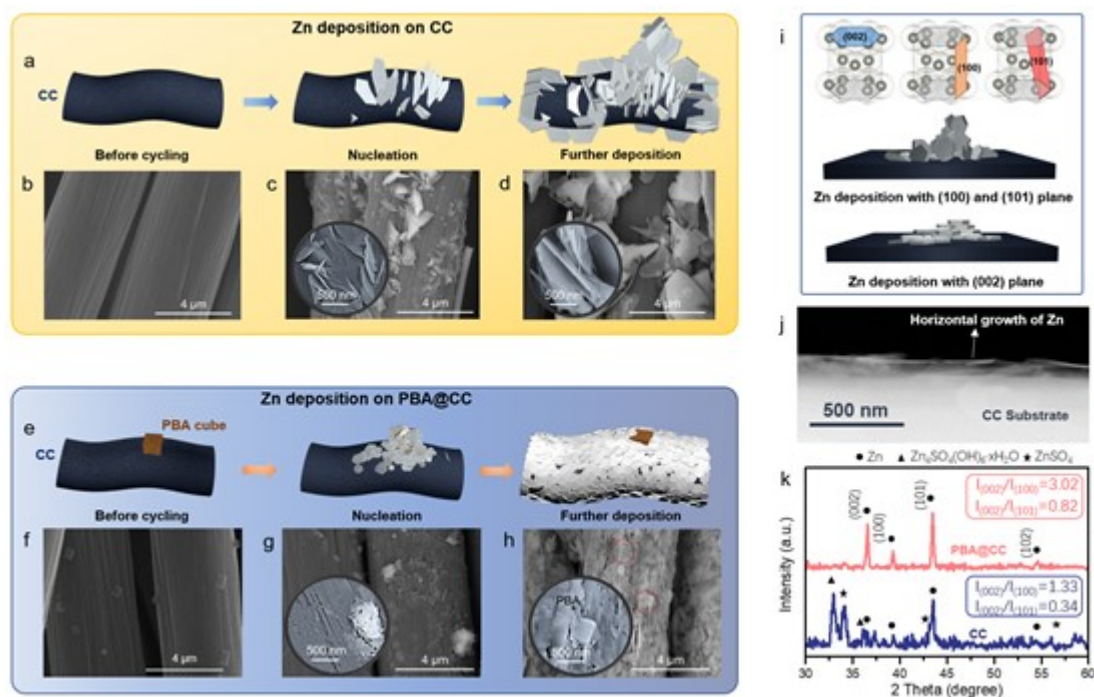 Zn deposition on CC
a
CC
Before cycling
Nucleation
Further deposition
b
4 μm
c
500 nm
4 μm
d
500 nm
4 μm
Zn deposition on PBA@CC
e
PBA cube
CC
Before cycling
Nucleation
Further deposition
f
4 μm
g
500 nm
4 μm
h
PBA
500 nm
4 μm
i
(002)
(100)
(101)
Zn deposition with (100) and (101) plane
Zn deposition with (002) plane
j
Horizontal growth of Zn
500 nm
CC Substrate
● Zn ▲ Zn₄SO₄(OH)₆·xH₂O ★ ZnSO₄
k
Intensity (a.u.)
(002)
(100)
(101)
(102)
I(002)/I(100)=3.02
I(002)/I(101)=0.82
PBA@CC
I(002)/I(100)=1.33
I(002)/I(101)=0.34
CC
30 35 40 45 50 55 60
2 Theta (degree)